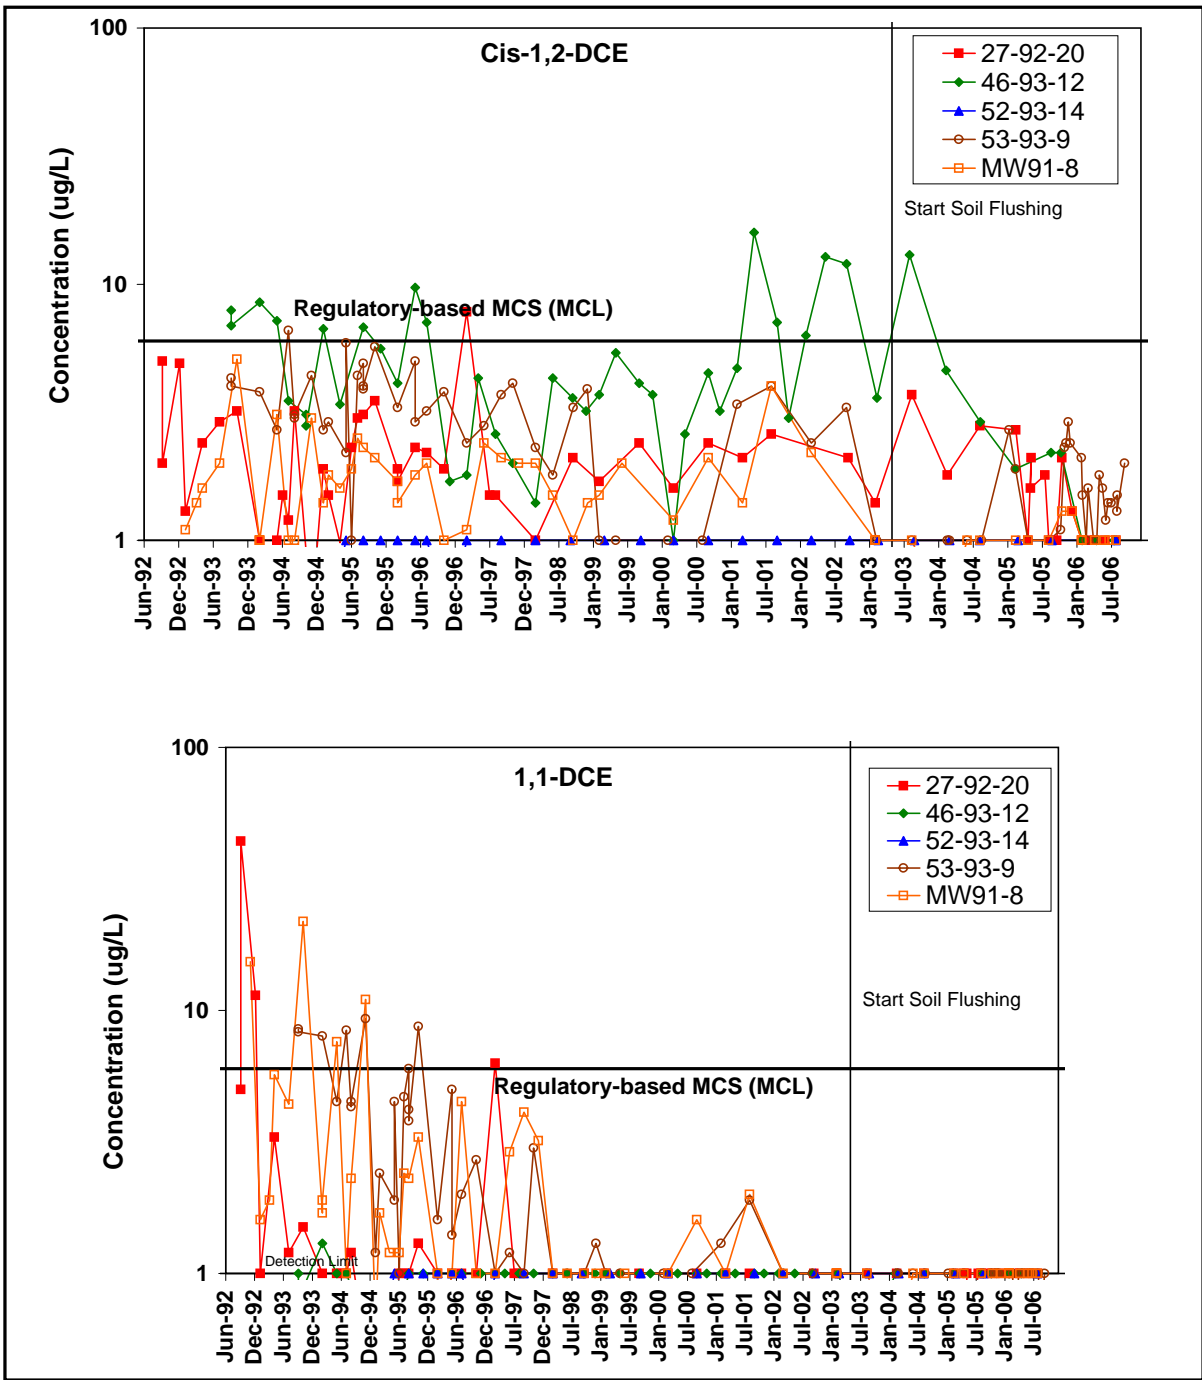 100
Cis-1,2-DCE
27-92-20
46-93-12
52-93-14
53-93-9
MW91-8
Start Soil Flushing
Concentration (ug/L)
10
Regulatory-based MCS (MCL)
1
Jun-92
Dec-92
Jun-93
Dec-93
Jun-94
Dec-94
Jun-95
Dec-95
Jun-96
Dec-96
Jul-97
Dec-97
Jul-98
Jan-99
Jul-99
Jan-00
Jul-00
Jan-01
Jul-01
Jan-02
Jul-02
Jan-03
Jul-03
Jan-04
Jul-04
Jan-05
Jul-05
Jan-06
Jul-06
100
1,1-DCE
27-92-20
46-93-12
52-93-14
53-93-9
MW91-8
Start Soil Flushing
Concentration (ug/L)
10
Regulatory-based MCS (MCL)
Detection Limit
1
Jun-92
Dec-92
Jun-93
Dec-93
Jun-94
Dec-94
Jun-95
Dec-95
Jun-96
Dec-96
Jul-97
Dec-97
Jul-98
Jan-99
Jul-99
Jan-00
Jul-00
Jan-01
Jul-01
Jan-02
Jul-02
Jan-03
Jul-03
Jan-04
Jul-04
Jan-05
Jul-05
Jan-06
Jul-06